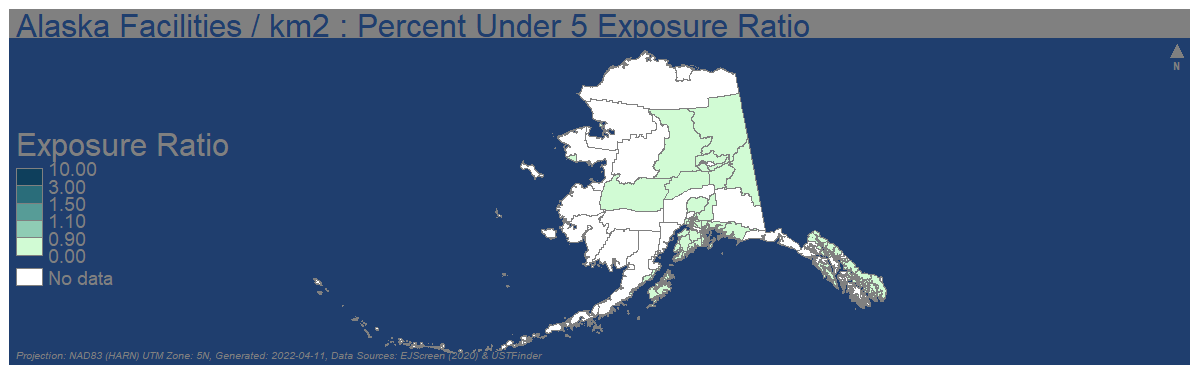 Alaska Facilities / km2 : Percent Under 5 Exposure Ratio
N
Exposure Ratio
10.00
3.00
1.50
1.10
0.90
0.00
No data
Projection: NAD83 (HARN) UTM Zone: 5N, Generated: 2022-04-11, Data Sources: EJScreen (2020) & USTFinder